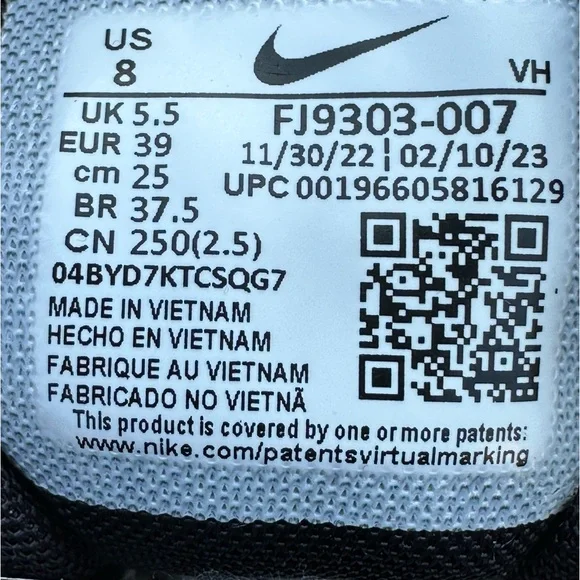 US
8
VH
UK 5.5
EUR 39
cm 25
BR 37.5
CN 250(2.5)
FJ9303-007
11/30/22 | 02/10/23
UPC 00196605816129
04BYD7KTCSQG7
MADE IN VIETNAM
HECHO EN VIETNAM
FABRIQUE AU VIETNAM
FABRICADO NO VIETNÃ
This product is covered by one or more patents:
www.nike.com/patentsvirtualmarking